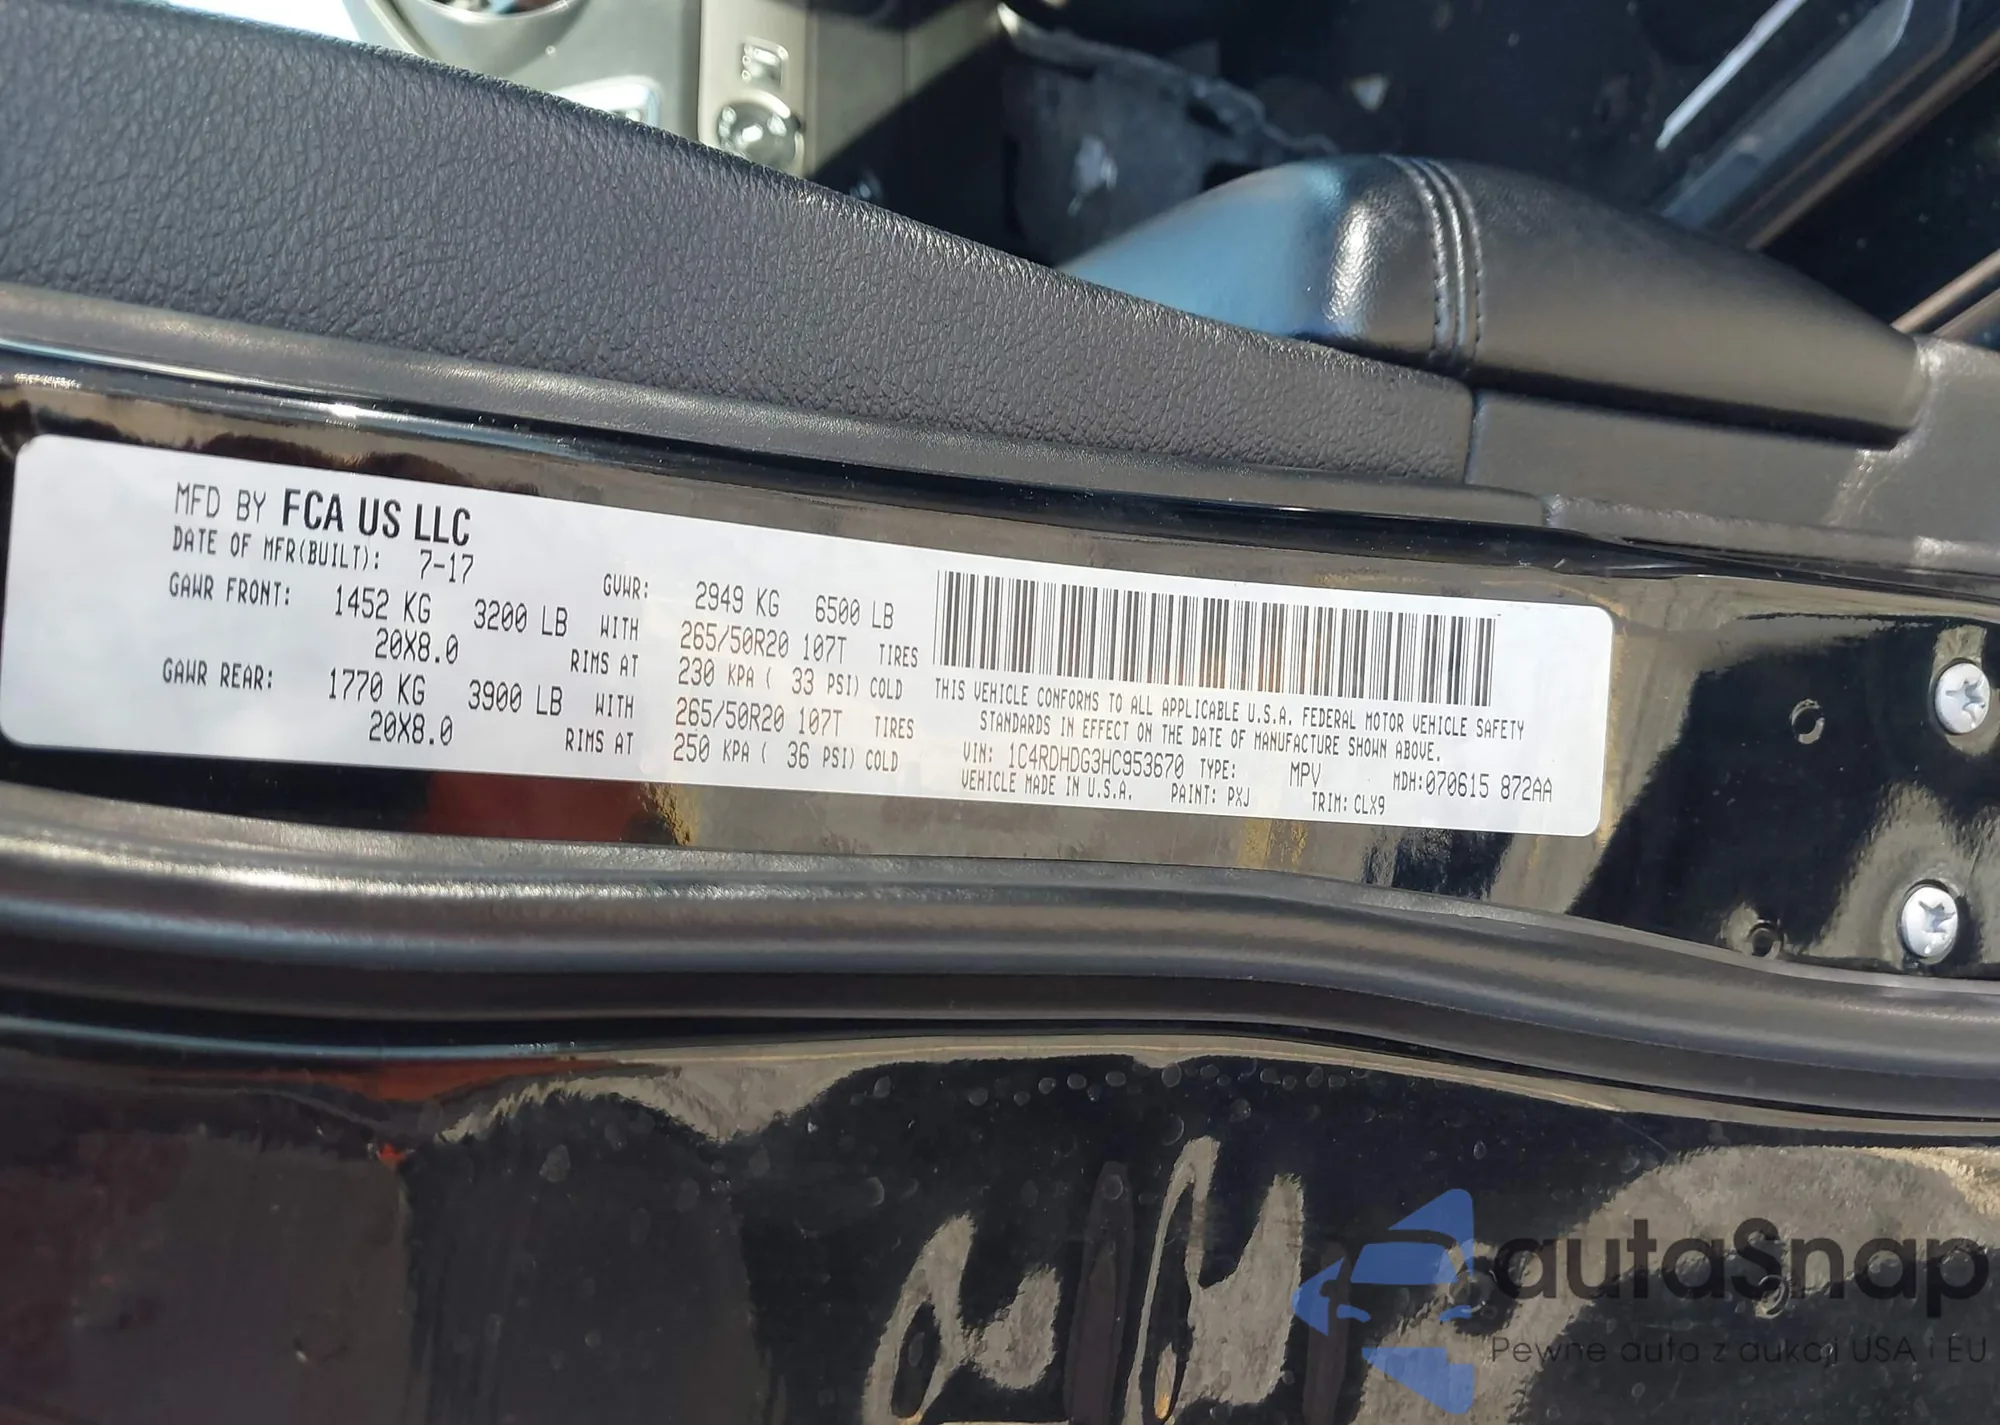 MFD BY FCA US LLC
DATE OF MFR(BUILT): 7-17
GVWR: 2949 KG 6500 LB
GAWR FRONT: 1452 KG 3200 LB WITH 265/50R20 107T TIRES
20X8.0 RIMS AT 230 KPA ( 33 PSI) COLD
GAWR REAR: 1770 KG 3900 LB WITH 265/50R20 107T TIRES
20X8.0 RIMS AT 250 KPA ( 36 PSI) COLD
THIS VEHICLE CONFORMS TO ALL APPLICABLE U.S.A. FEDERAL MOTOR VEHICLE SAFETY
STANDARDS IN EFFECT ON THE DATE OF MANUFACTURE SHOWN ABOVE.
VIN: 1C4RDHDG3HC953670 TYPE: MPV MDH:070615 872AA
VEHICLE MADE IN U.S.A. PAINT: PXJ TRIM: CLX9
autaSnap
Pewne auta z aukcji USA i EU